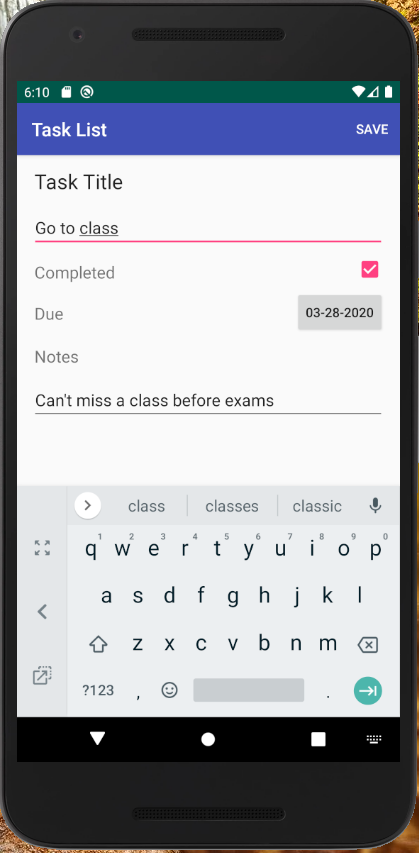 6:10
Task List SAVE
Task Title
Go to class
Completed
Due 03-28-2020
Notes
Can't miss a class before exams
class classes classic
q1 w2 e3 r4 t5 y6 u7 i8 o9 p0
a s d f g h j k l
z x c v b n m
?123 , .